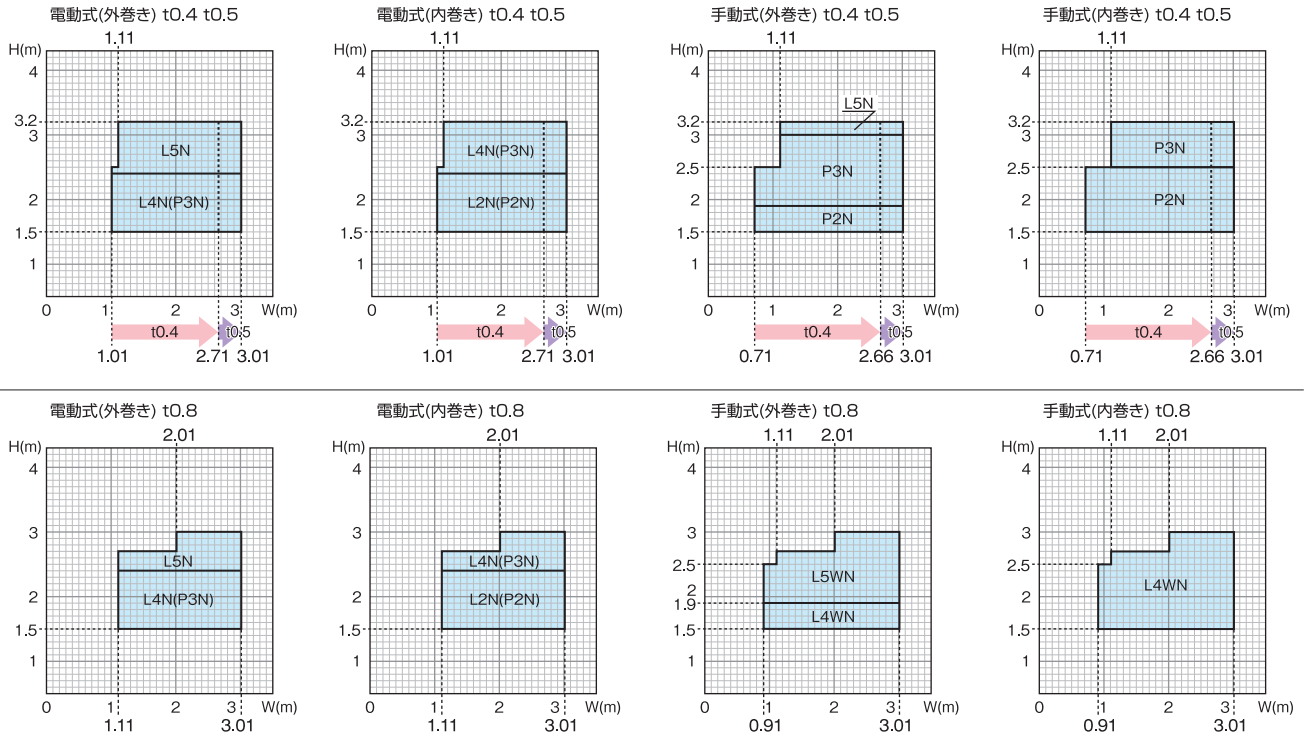 電動式(外巻き) t0.4 t0.5
1.11
H(m)
4
3.2
3
L5N
2
L4N(P3N)
1.5
1
0 1 2 3 W(m)
t0.4 t0.5
1.01 2.71 3.01
電動式(内巻き) t0.4 t0.5
1.11
H(m)
4
3.2
3
L4N(P3N)
2
L2N(P2N)
1.5
1
0 1 2 3 W(m)
t0.4 t0.5
1.01 2.71 3.01
手動式(外巻き) t0.4 t0.5
1.11
H(m)
4
L5N
3.2
3
2.5
P3N
2
P2N
1.5
1
0 1 2 3 W(m)
t0.4 t0.5
0.71 2.66 3.01
手動式(内巻き) t0.4 t0.5
1.11
H(m)
4
3.2
3
P3N
2.5
2
P2N
1.5
1
0 1 2 3 W(m)
t0.4 t0.5
0.71 2.66 3.01
電動式(外巻き) t0.8
2.01
H(m)
4
3
L5N
2
L4N(P3N)
1.5
1
0 1 2 3 W(m)
1.11 3.01
電動式(内巻き) t0.8
2.01
H(m)
4
3
L4N(P3N)
2
L2N(P2N)
1.5
1
0 1 2 3 W(m)
1.11 3.01
手動式(外巻き) t0.8
1.11 2.01
H(m)
4
3
2.5
L5WN
2
1.9
L4WN
1.5
1
0 1 2 3 W(m)
0.91 3.01
手動式(内巻き) t0.8
1.11 2.01
H(m)
4
3
2.5
L4WN
2
1.5
1
0 1 2 3 W(m)
0.91 3.01